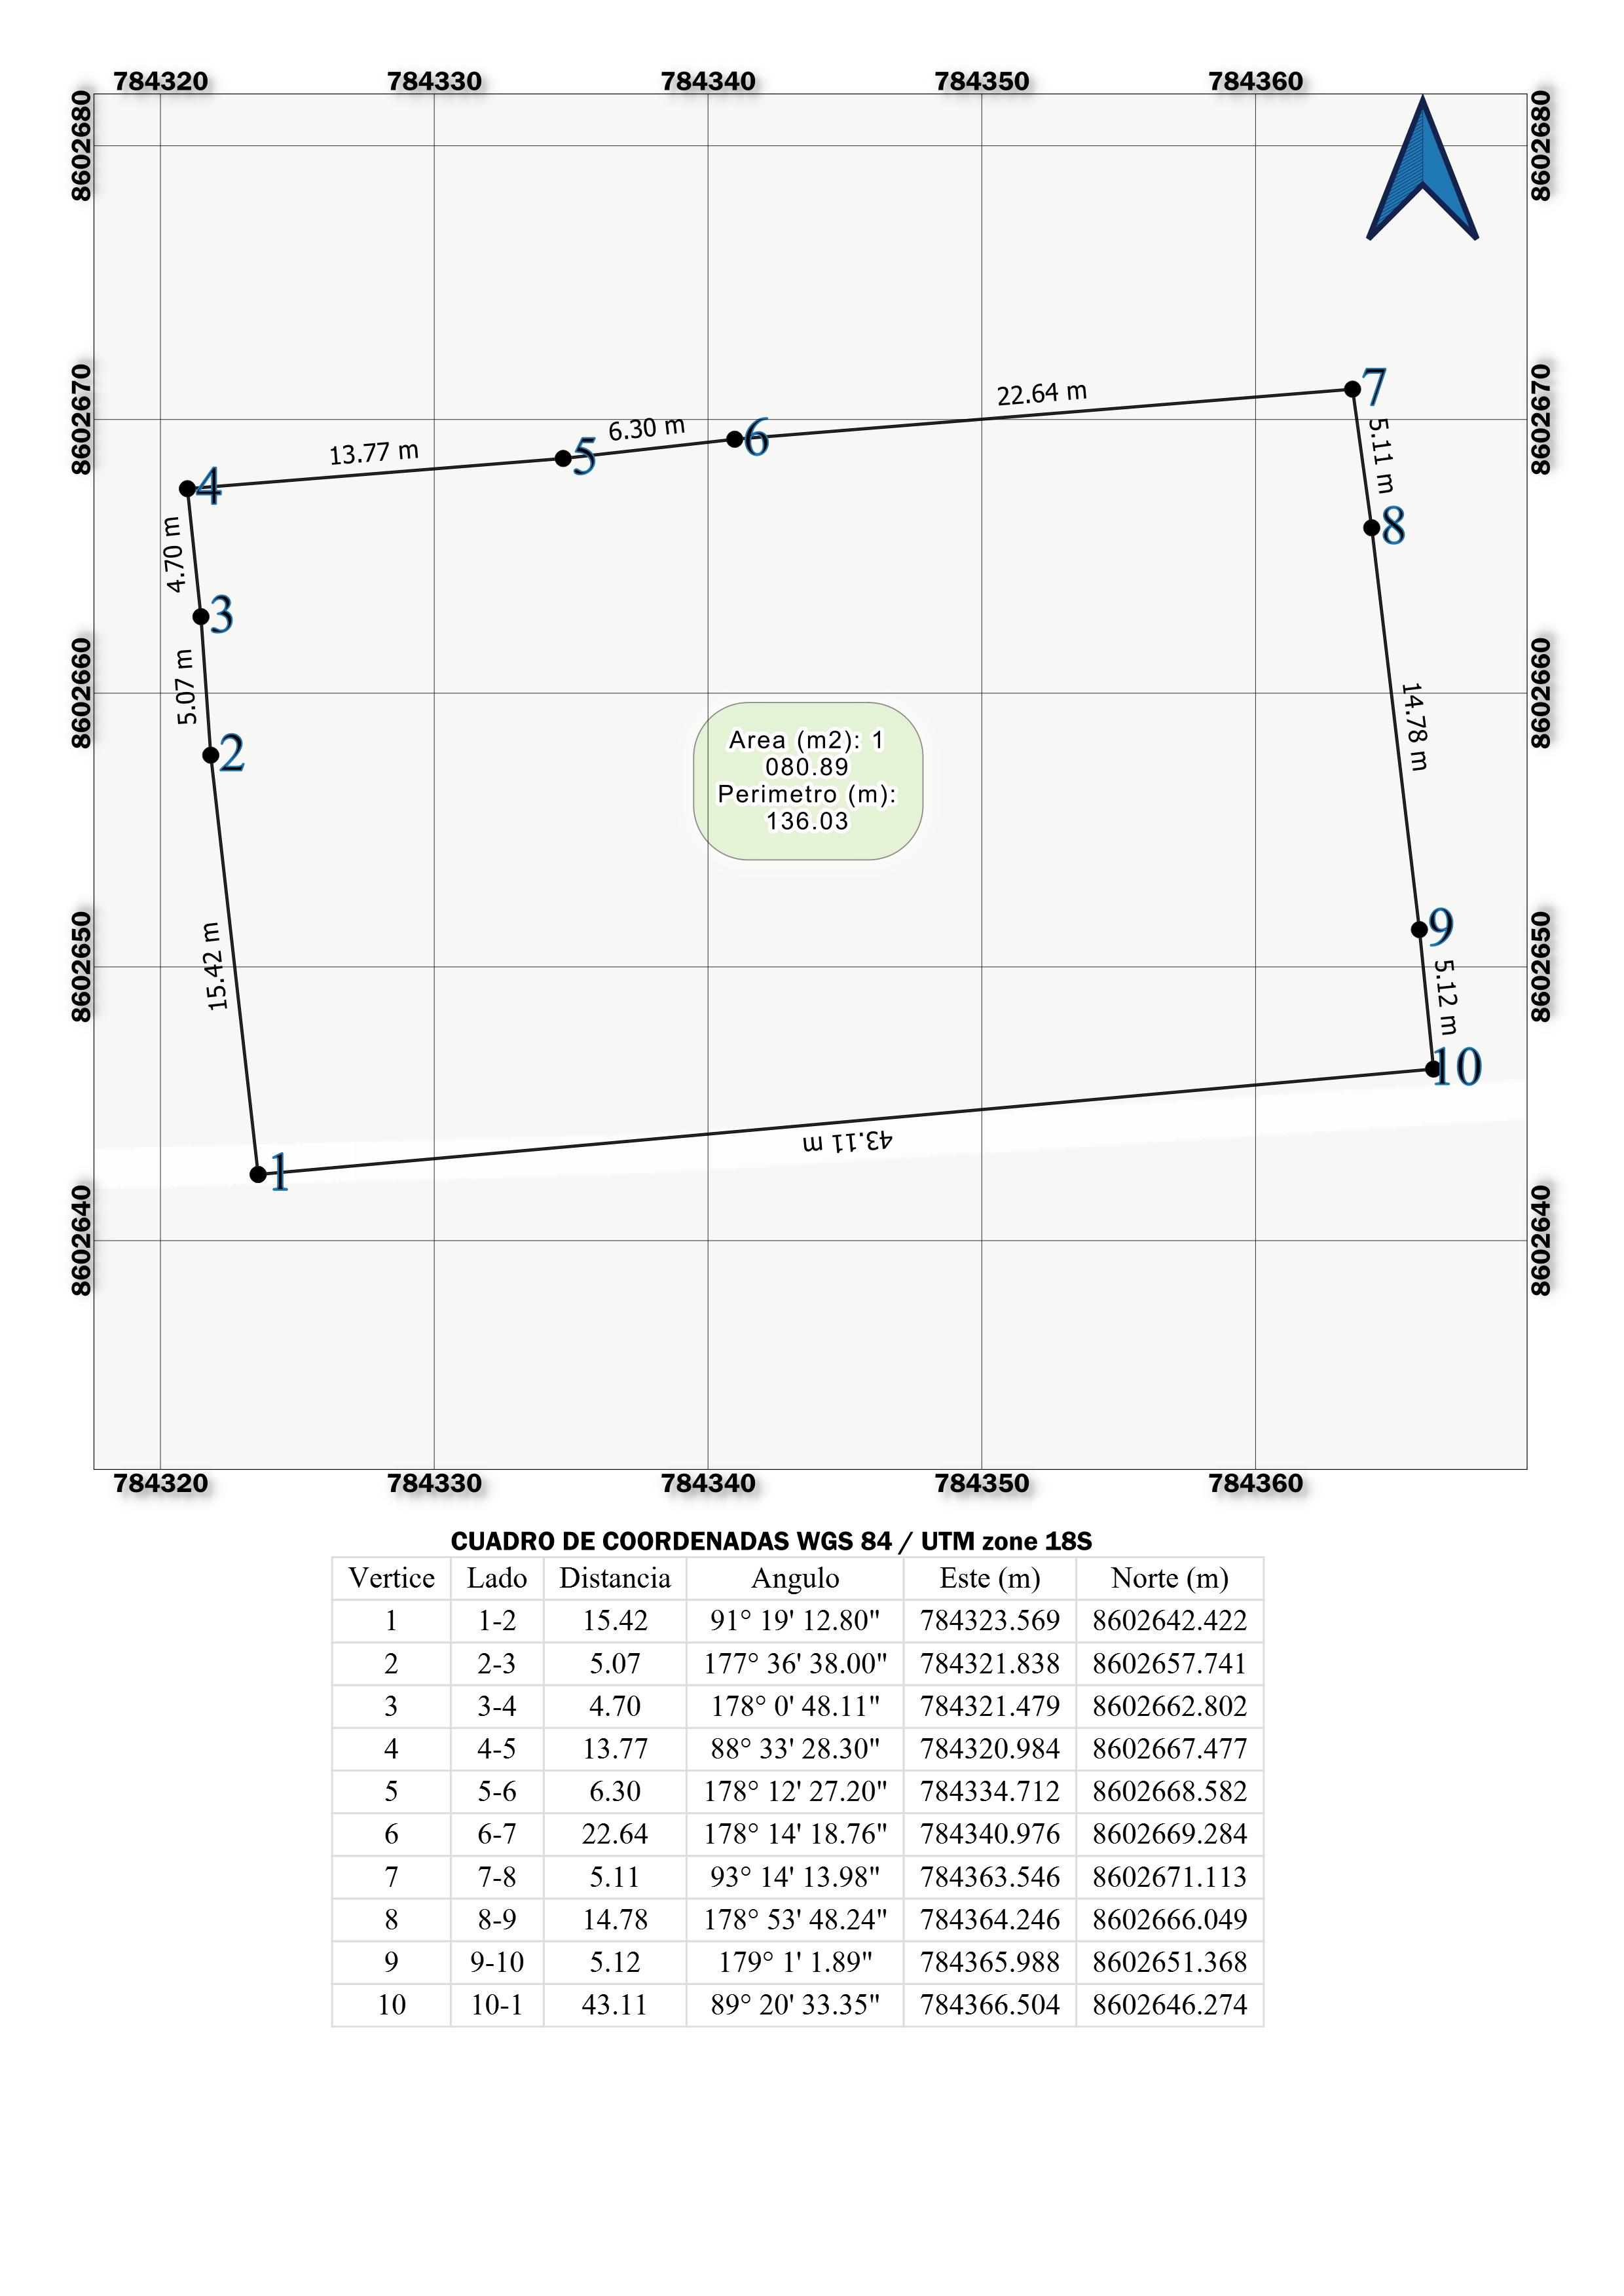 784320 784330 784340 784350 784360
8602680 8602680
7
22.64 m
5.11 m
8602670 8602670
6
6.30 m
5
13.77 m
4
8
4.70 m
3
8602660 8602660
5.07 m
14.78 m
2
Area (m2): 1
080.89
Perimetro (m):
136.03
9
8602650 8602650
15.42 m
5.12 m
10
43.11 m
1
8602640 8602640
784320 784330 784340 784350 784360
CUADRO DE COORDENADAS WGS 84 / UTM zone 18S
Vertice Lado Distancia Angulo Este (m) Norte (m)
1 1-2 15.42 91° 19' 12.80" 784323.569 8602642.422
2 2-3 5.07 177° 36' 38.00" 784321.838 8602657.741
3 3-4 4.70 178° 0' 48.11" 784321.479 8602662.802
4 4-5 13.77 88° 33' 28.30" 784320.984 8602667.477
5 5-6 6.30 178° 12' 27.20" 784334.712 8602668.582
6 6-7 22.64 178° 14' 18.76" 784340.976 8602669.284
7 7-8 5.11 93° 14' 13.98" 784363.546 8602671.113
8 8-9 14.78 178° 53' 48.24" 784364.246 8602666.049
9 9-10 5.12 179° 1' 1.89" 784365.988 8602651.368
10 10-1 43.11 89° 20' 33.35" 784366.504 8602646.274